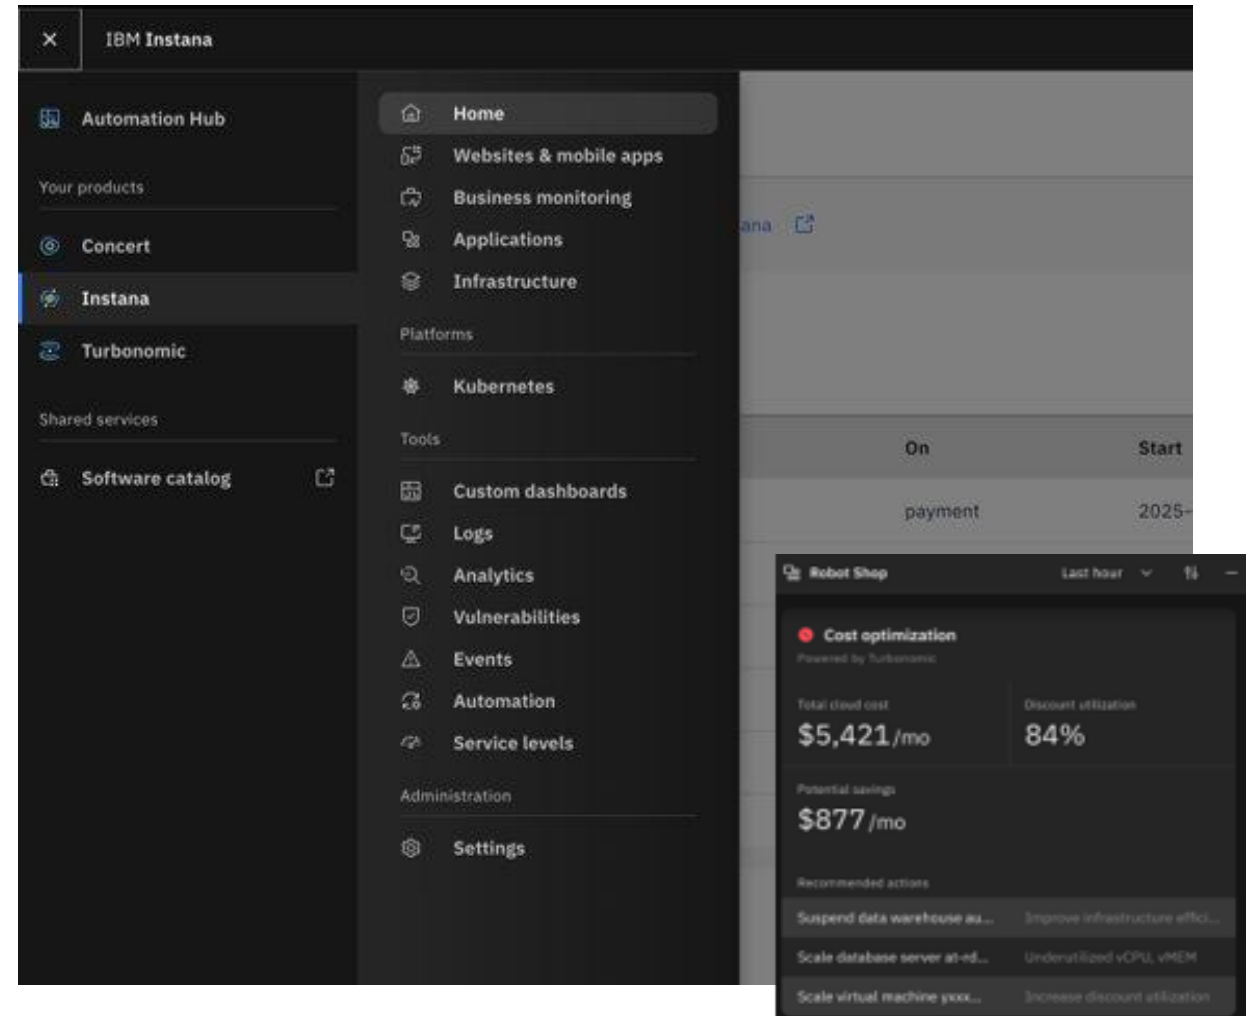 IBM Instana
Automation Hub
Your products
Concert
Instana
Turbonomic
Shared services
Software catalog
Home
Websites & mobile apps
Business monitoring
Applications
Infrastructure
Platforms
Kubernetes
Tools
Custom dashboards
Logs
Analytics
Vulnerabilities
Events
Automation
Service levels
Administration
Settings
ana
On Start
payment 2025-
Robot Shop Last hour
Cost optimization
Powered by Turbonomic
Total cloud cost Discount utilization
$5,421/mo 84%
Potential savings
$877/mo
Recommended actions
Suspend data warehouse au... Improve infrastructure effici...
Scale database server at-rd... Underutilized vCPU, vMEM
Scale virtual machine Increase discount utilization